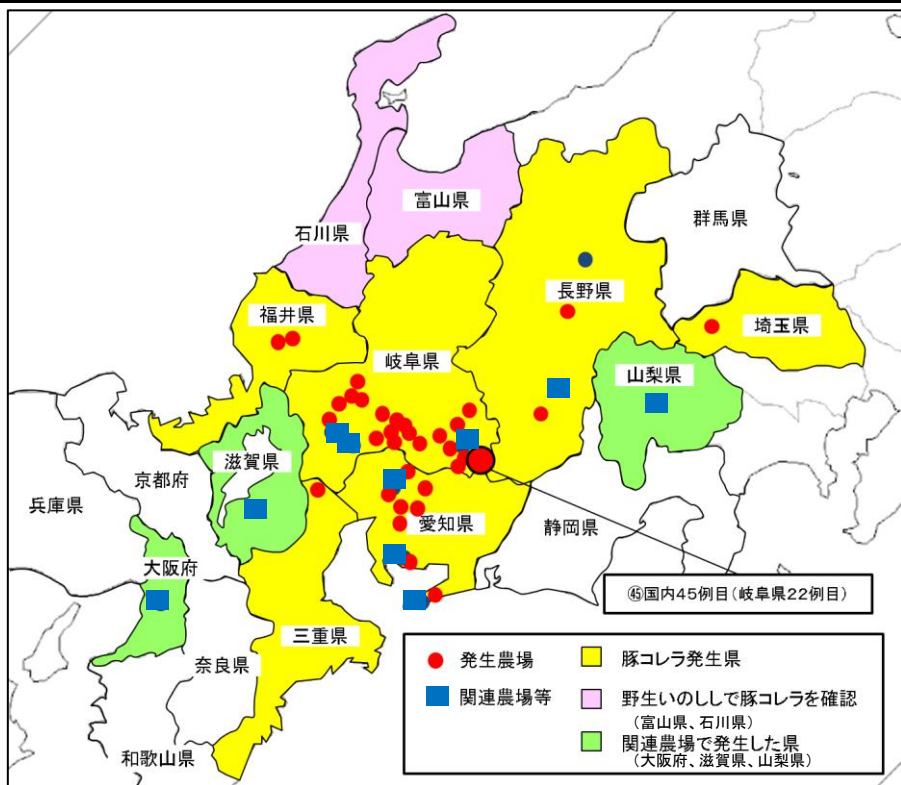 富山県
石川県
群馬県
長野県
福井県
埼玉県
岐阜県
山梨県
滋賀県
京都府
兵庫県
愛知県
静岡県
大阪府
㊺国内45例目(岐阜県22例目)
三重県
奈良県
和歌山県
発生農場
関連農場等
豚コレラ発生県
野生いのししで豚コレラを確認
(富山県、石川県)
関連農場で発生した県
(大阪府、滋賀県、山梨県)